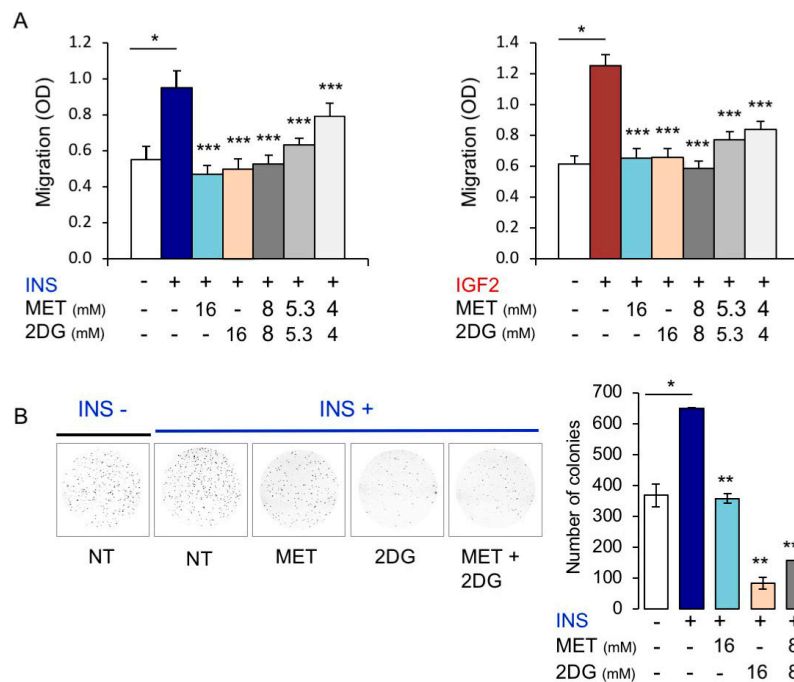 A
Migration (OD)
1.2
1.0
0.8
0.6
0.4
0.2
0.0
*
*** *** *** *** ***
INS - + + + + + +
MET (mM) - - 16 - 8 5.3 4
2DG (mM) - - - 16 8 5.3 4
Migration (OD)
1.4
1.2
1.0
0.8
0.6
0.4
0.2
0.0
*
*** *** *** *** ***
IGF2 - + + + + + +
MET (mM) - - 16 - 8 5.3 4
2DG (mM) - - - 16 8 5.3 4
B
INS - INS +
NT NT MET 2DG MET +
2DG
Number of colonies
700
600
500
400
300
200
100
0
*
** ** **
INS - + + + +
MET (mM) - - 16 - 8
2DG (mM) - - - 16 8